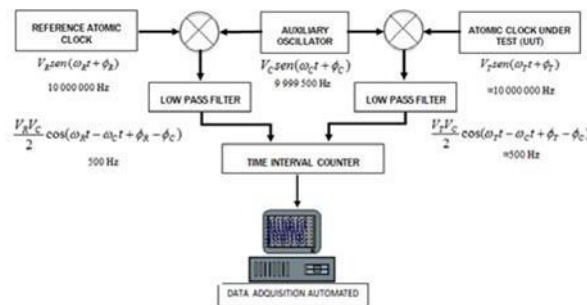 REFERENCE ATOMIC
CLOCK
AUXILIARY
OSCILLATOR
ATOMIC CLOCK UNDER
TEST (UUT)
V_R sen(ω_R t + ϕ_R)
10 000 000 Hz
V_C sen(ω_C t + ϕ_C)
9 999 500 Hz
V_T sen(ω_T t + ϕ_T)
≈10 000 000 Hz
LOW PASS FILTER
LOW PASS FILTER
V_R V_C / 2 cos(ω_R t − ω_C t + ϕ_R − ϕ_C)
500 Hz
V_T V_C / 2 cos(ω_T t − ω_C t + ϕ_T − ϕ_C)
≈500 Hz
TIME INTERVAL COUNTER
DATA ADQUISITION AUTOMATED